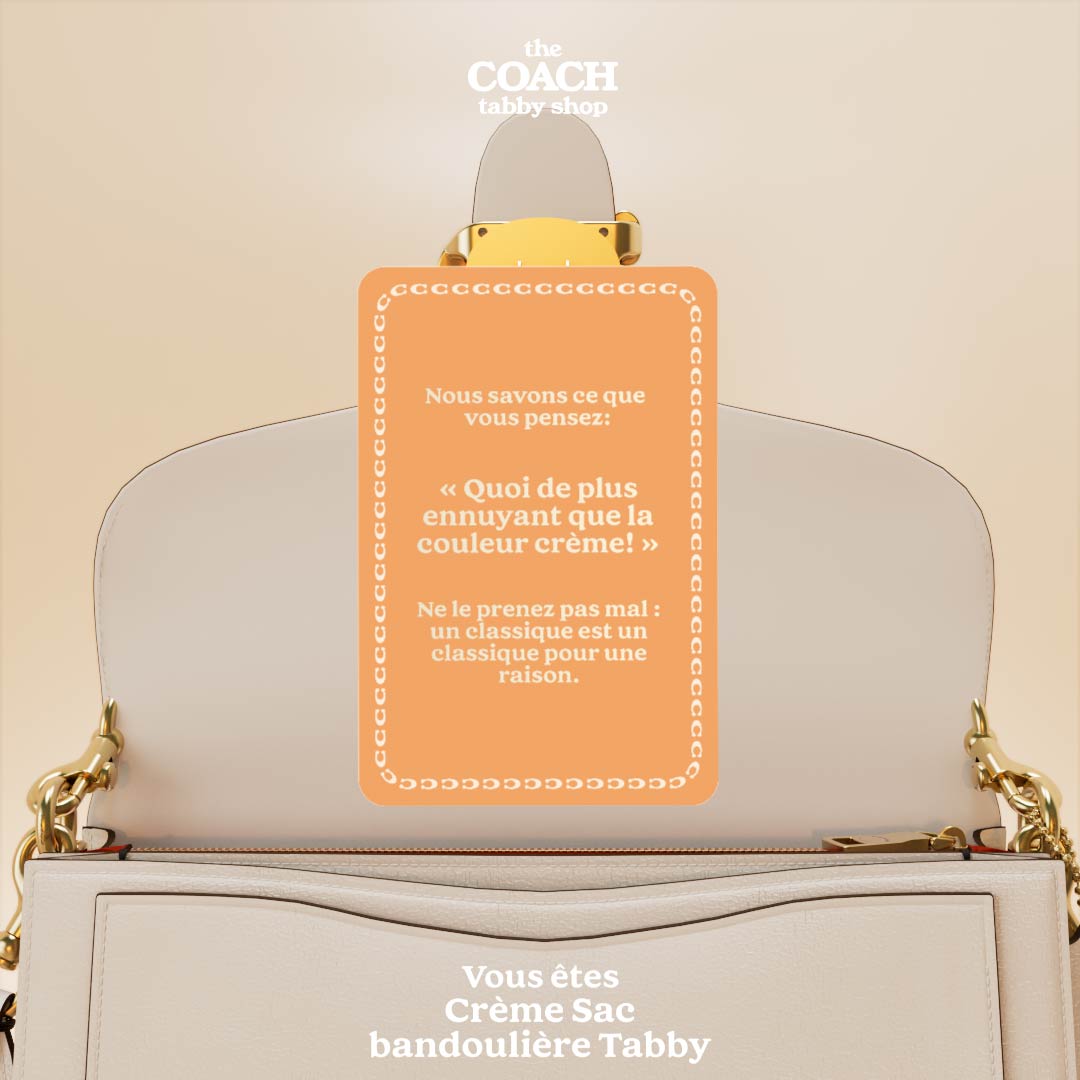 the
COACH
tabby shop
Nous savons ce que
vous pensez:
« Quoi de plus
ennuyant que la
couleur crème! »
Ne le prenez pas mal :
un classique est un
classique pour une
raison.
Vous êtes
Crème Sac
bandoulière Tabby